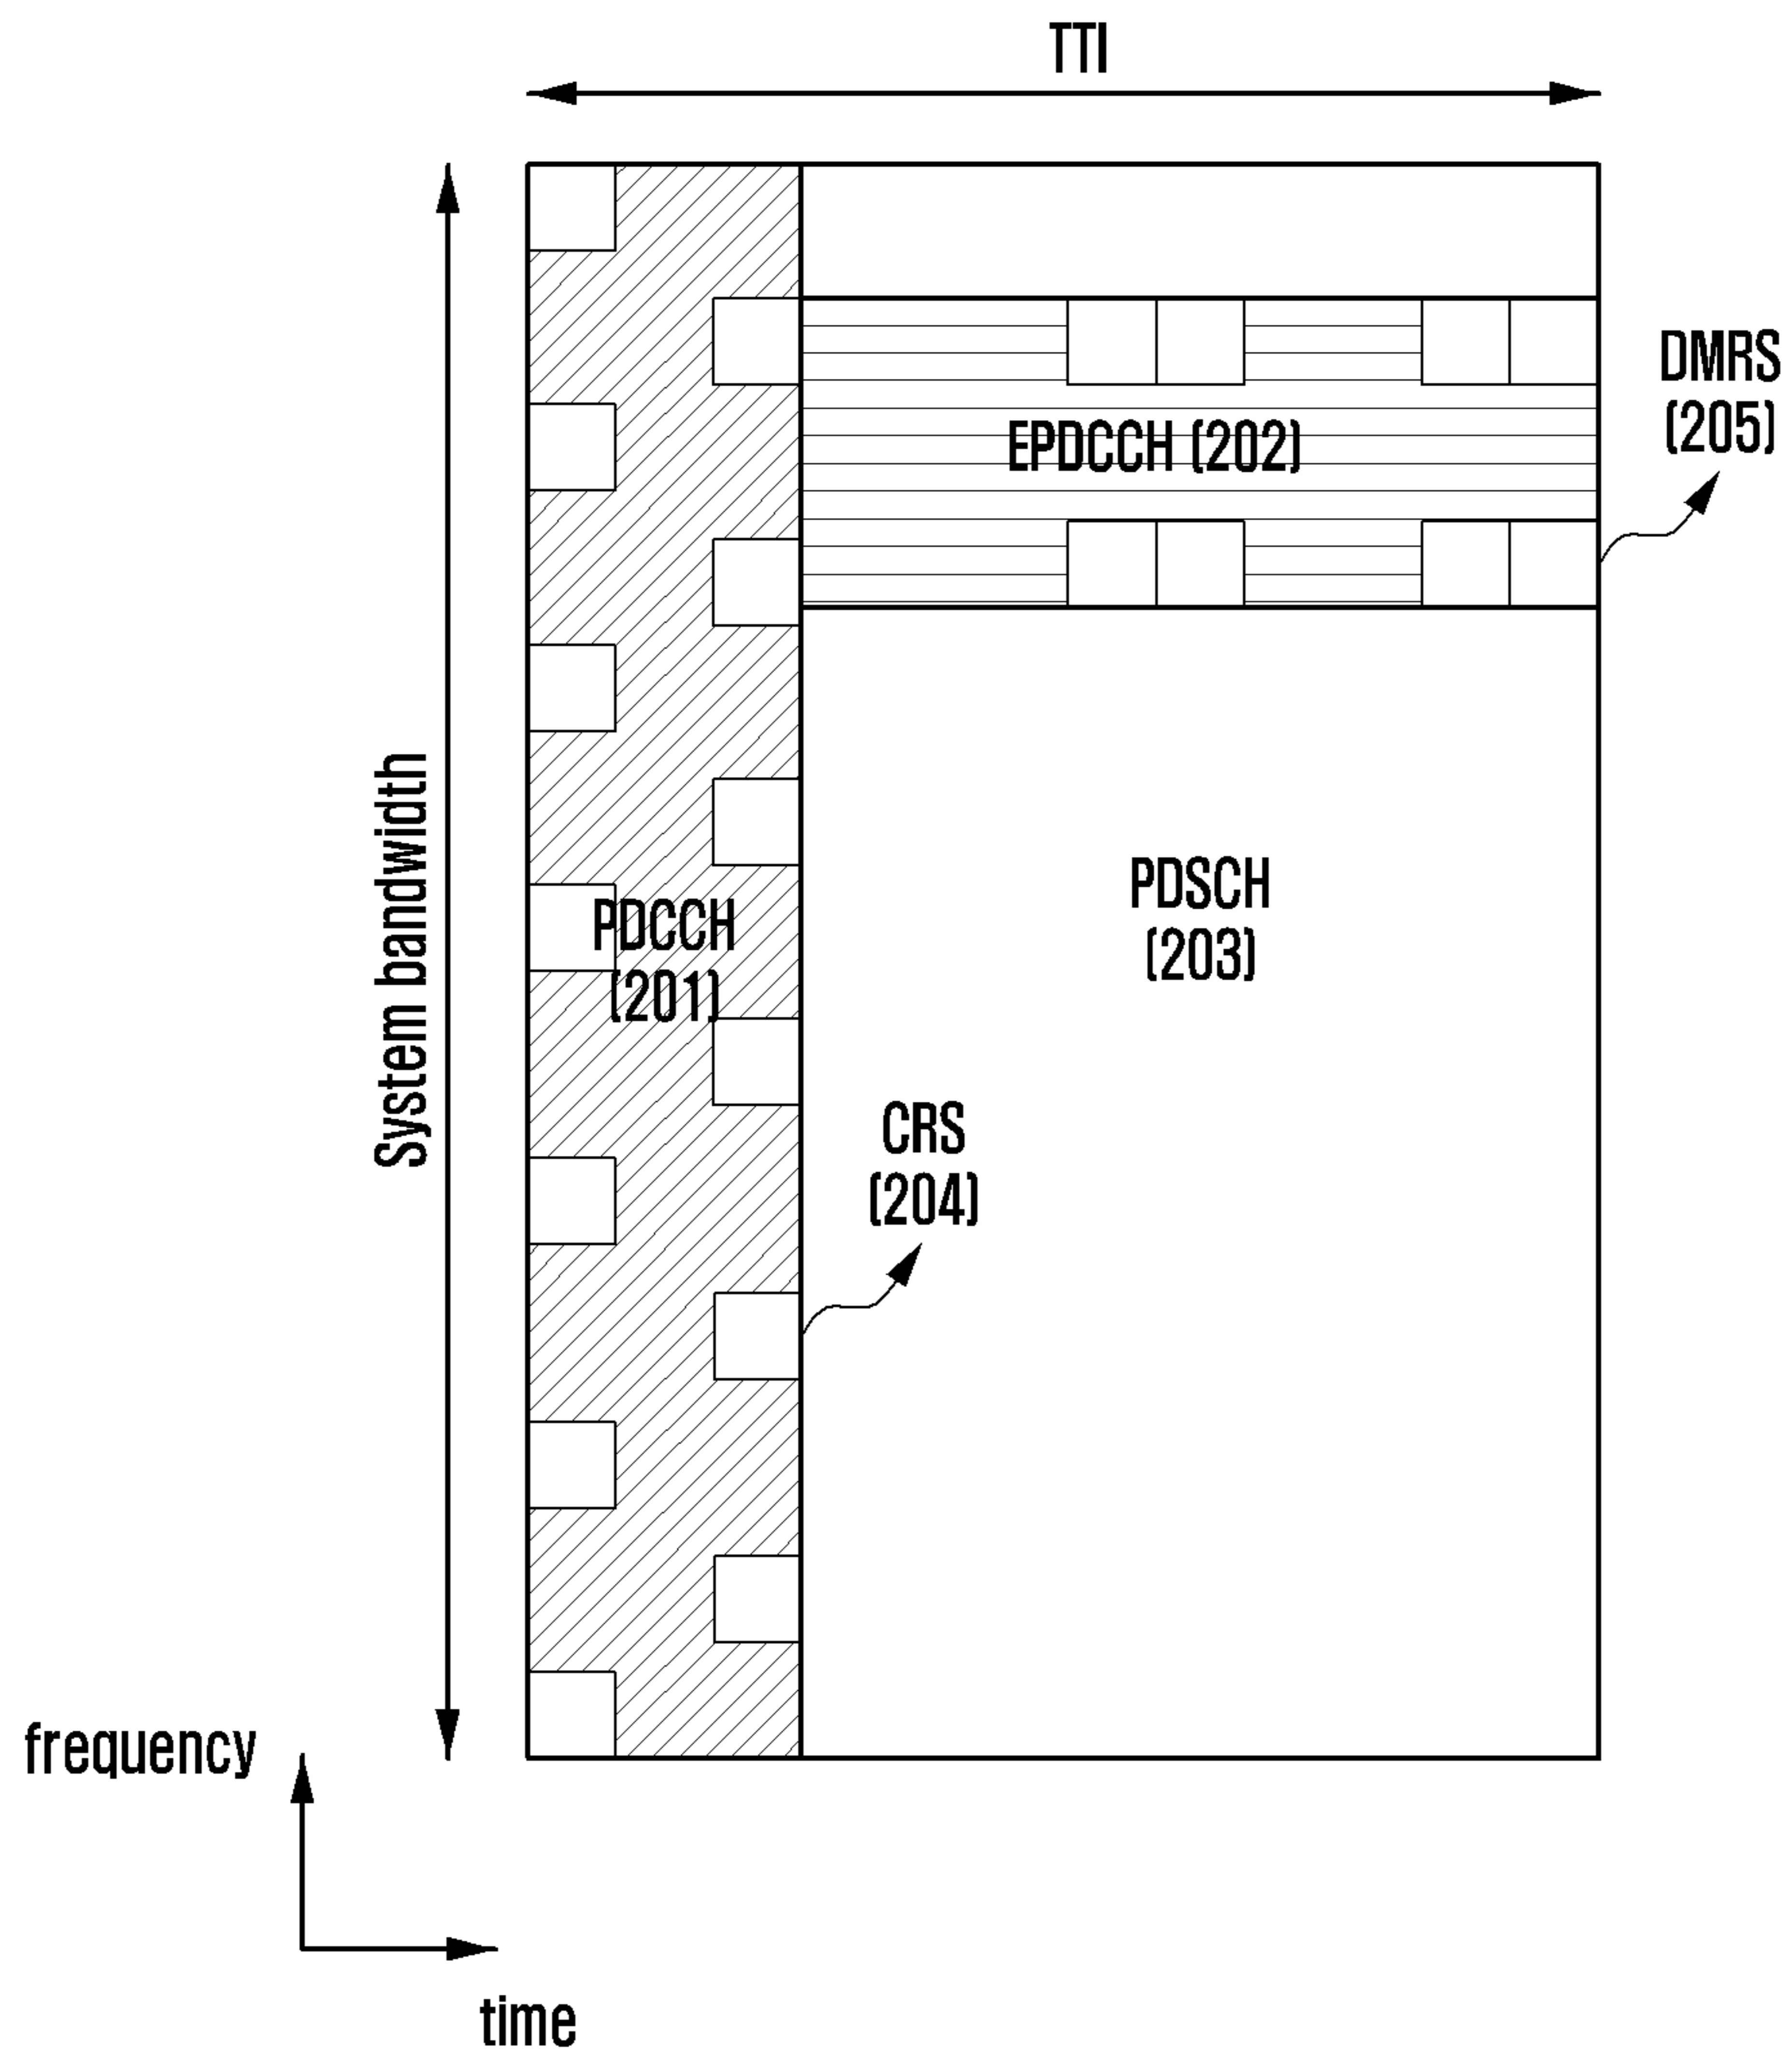 TTI
DMRS
(205)
EPDCCH (202)
System bandwidth
PDCCH
(201)
PDSCH
(203)
CRS
(204)
frequency
time